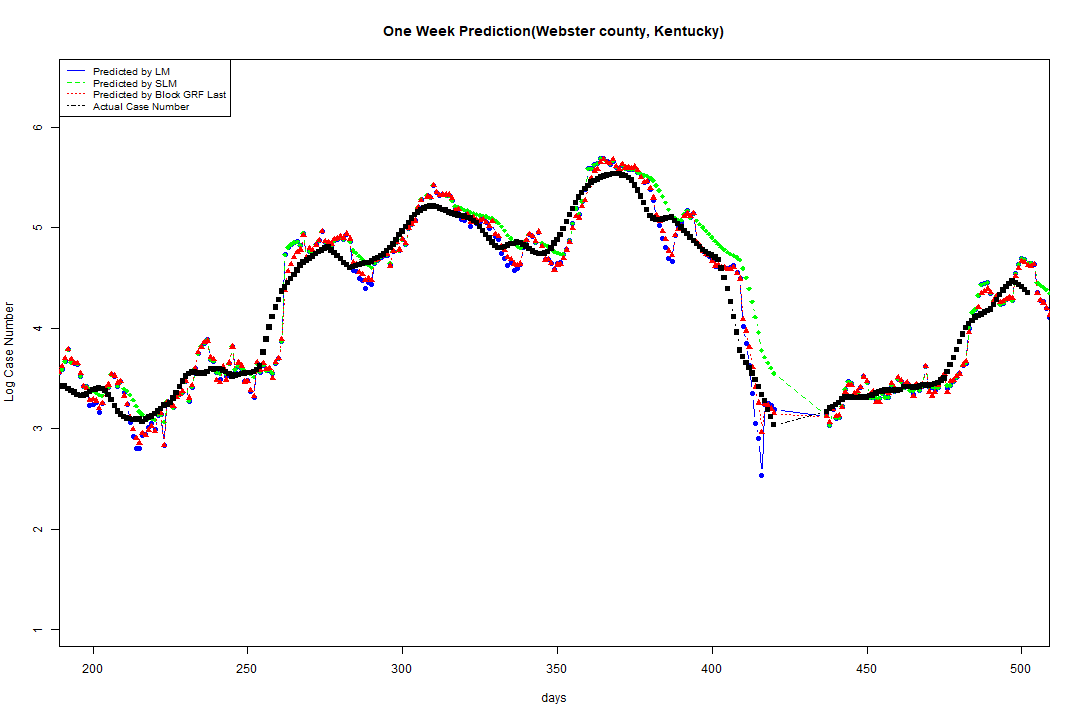 One Week Prediction(Webster county, Kentucky)
Predicted by LM
Predicted by SLM
Predicted by Block GRF Last
Actual Case Number
Log Case Number
6
5
4
3
2
1
200 250 300 350 400 450 500
days